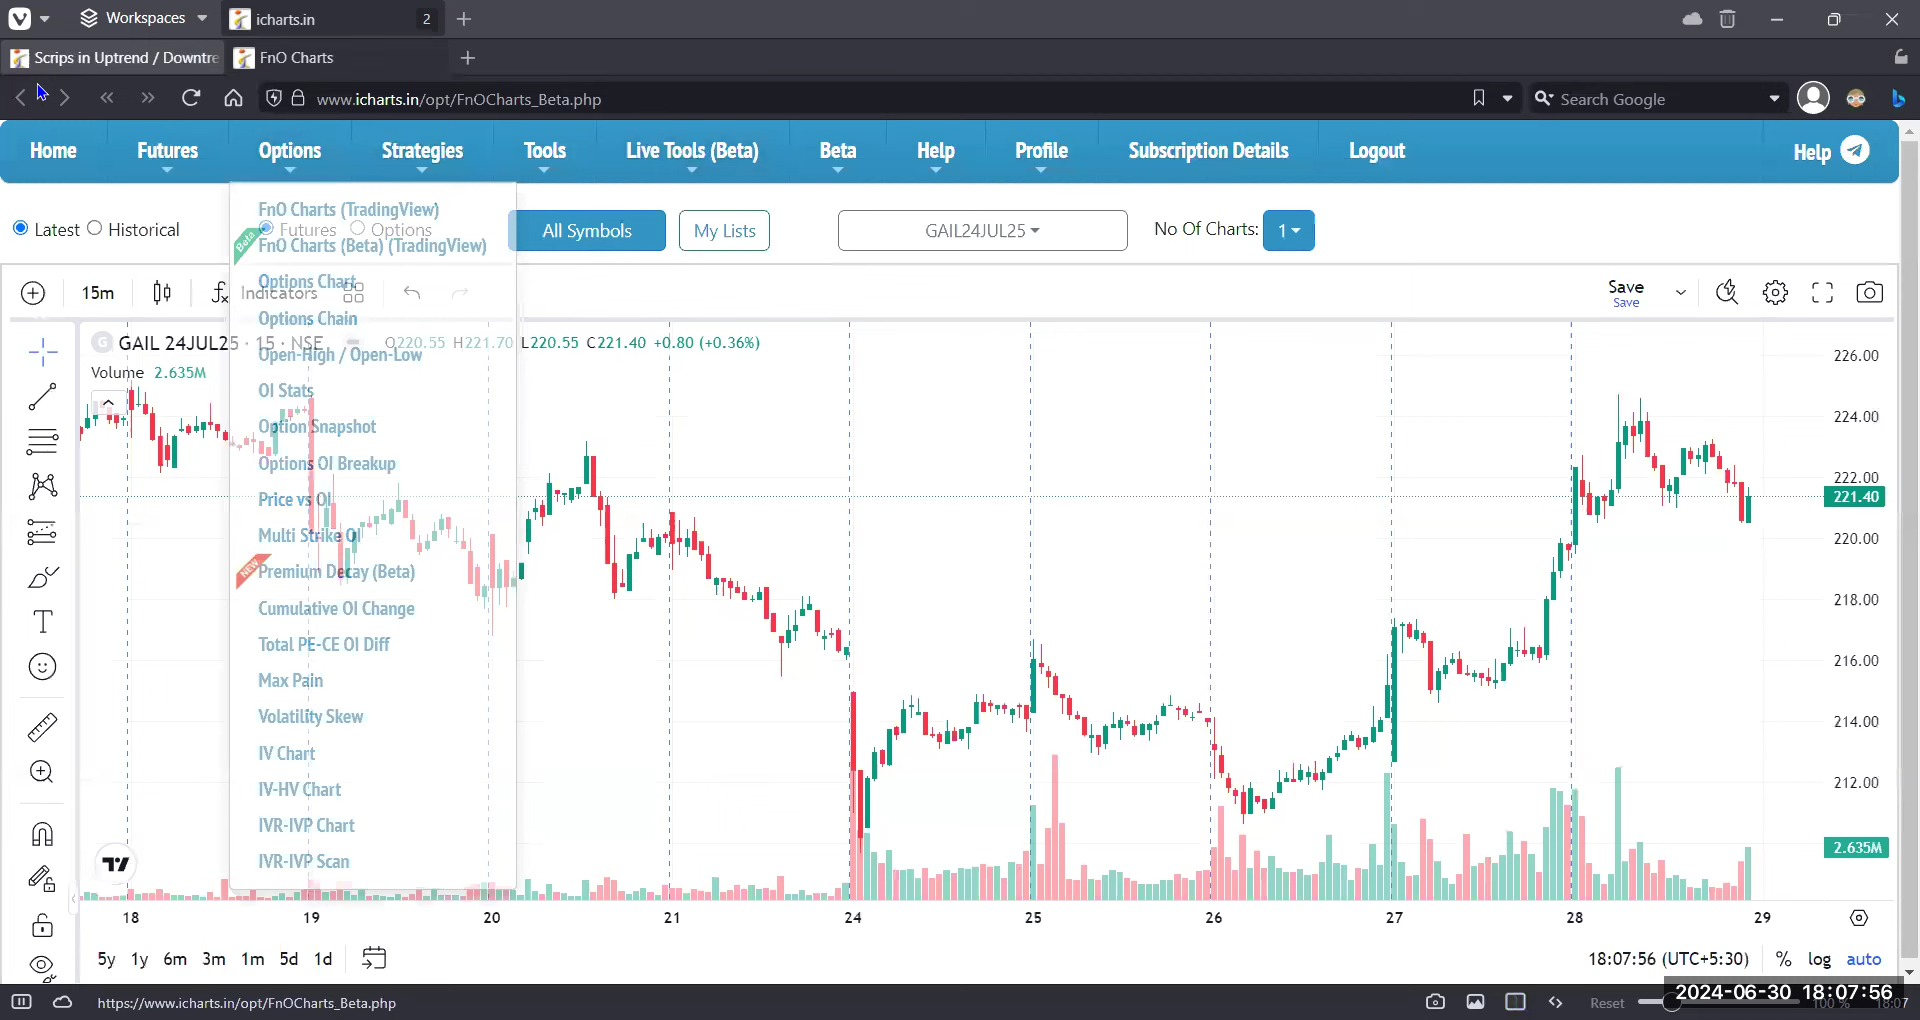 Workspaces
icharts.in
2
Scrips in Uptrend / Downtre
FnO Charts
www.icharts.in/opt/FnOCharts_Beta.php
Search Google
Home
Futures
Options
Strategies
Tools
Live Tools (Beta)
Beta
Help
Profile
Subscription Details
Logout
Help
Latest
Historical
Futures
Options
All Symbols
My Lists
GAIL24JUL25
No Of Charts:
1
FnO Charts (TradingView)
Beta
FnO Charts (Beta) (TradingView)
Options Chart
Options Chain
Open-High / Open-Low
OI Stats
Option Snapshot
Options OI Breakup
Price vs OI
Multi Strike OI
NEW
Premium Decay (Beta)
Cumulative OI Change
Total PE-CE OI Diff
Max Pain
Volatility Skew
IV Chart
IV-HV Chart
IVR-IVP Chart
IVR-IVP Scan
15m
Indicators
Save
Save
G GAIL 24JUL25 · 15 · NSE O220.55 H221.70 L220.55 C221.40 +0.80 (+0.36%)
Volume 2.635M
226.00
224.00
222.00
221.40
220.00
218.00
216.00
214.00
212.00
2.635M
18 19 20 21 24 25 26 27 28 29
5y 1y 6m 3m 1m 5d 1d
18:07:56 (UTC+5:30)
% log auto
https://www.icharts.in/opt/FnOCharts_Beta.php
Reset
100 %
18:07
2024-06-30 18:07:56